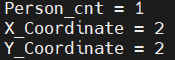 Person_cnt = 1
X_Coordinate = 2
Y_Coordinate = 2